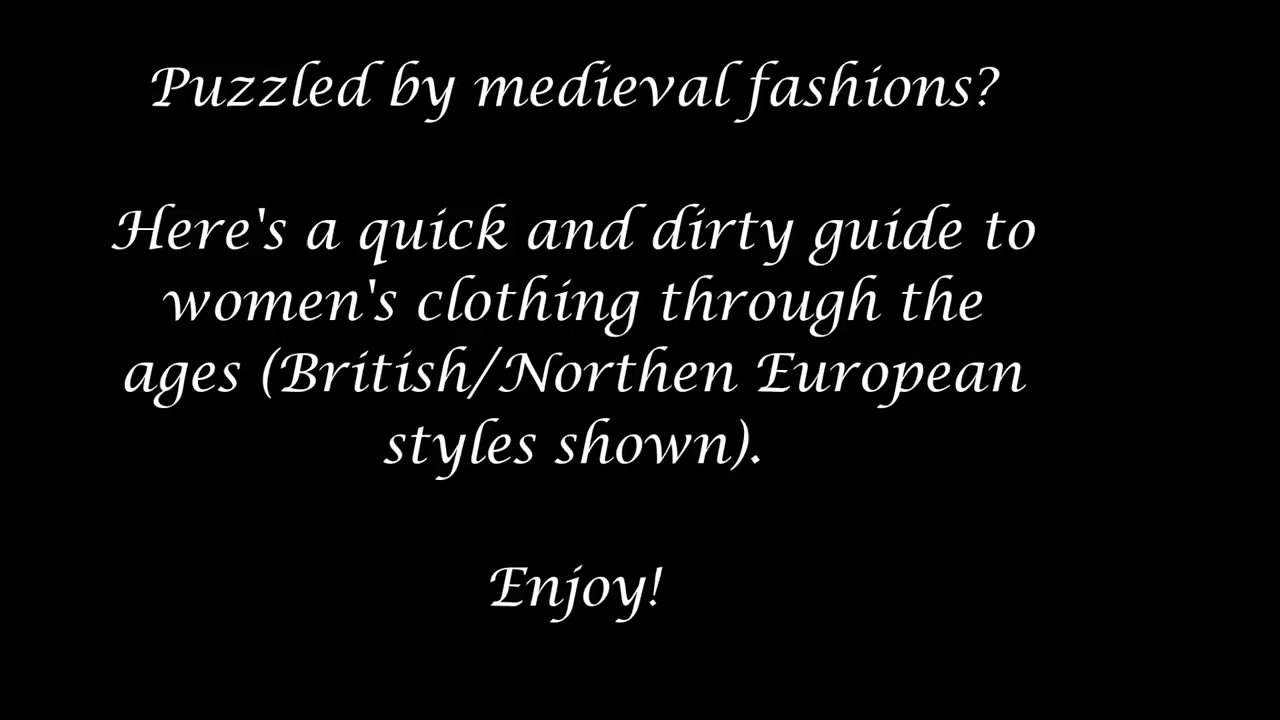 Puzzled by medieval fashions?
Here's a quick and dirty guide to
women's clothing through the
ages (British/Northen European
styles shown).
Enjoy!